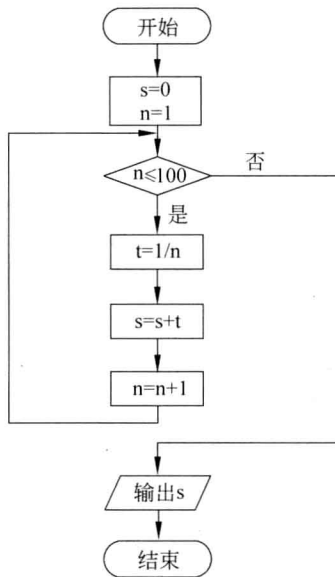 开始
s=0
n=1
n≤100
否
是
t=1/n
s=s+t
n=n+1
输出s
结束